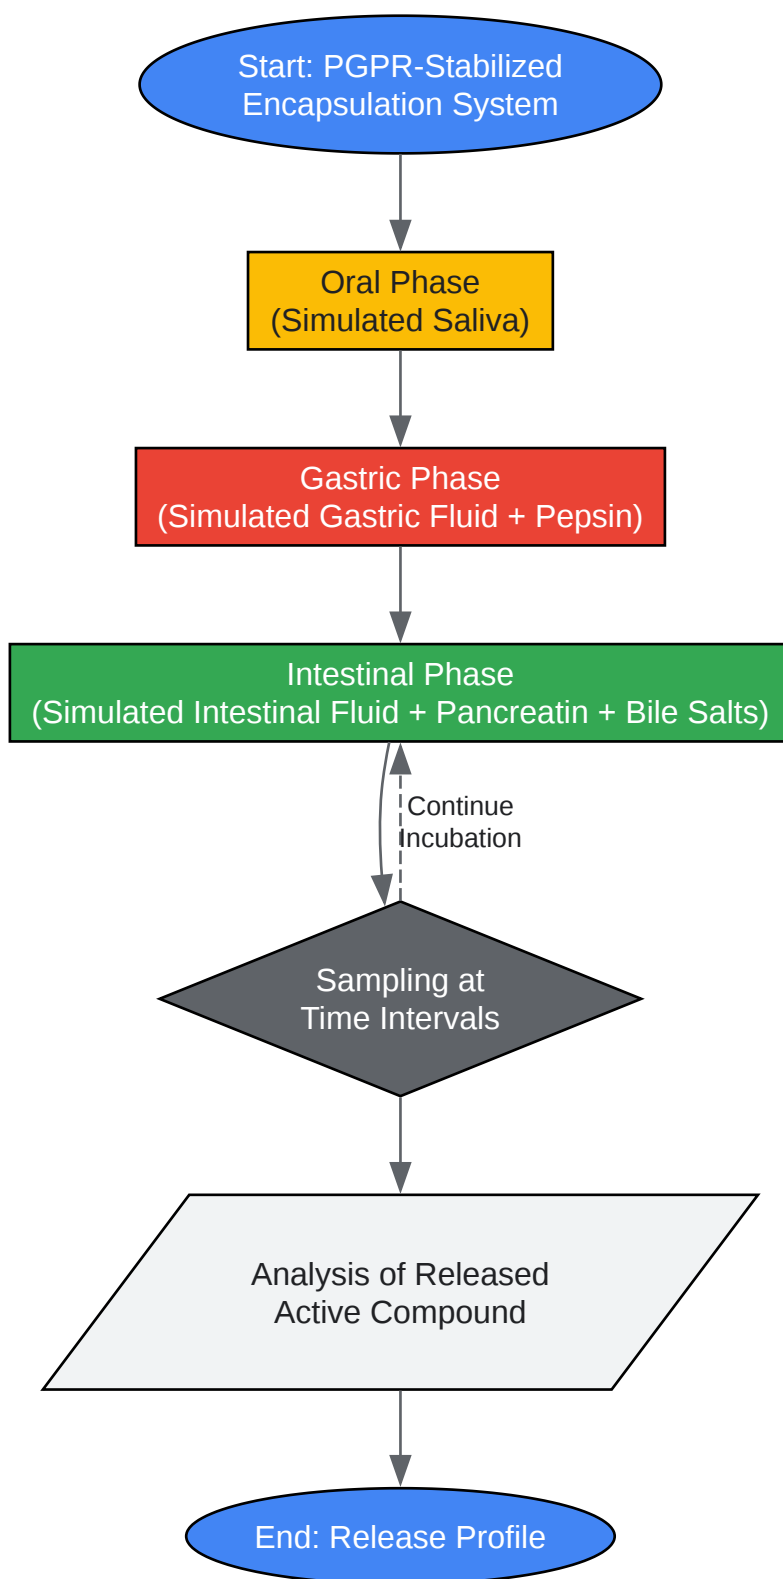 Start: PGPR-Stabilized
Encapsulation System
Oral Phase
(Simulated Saliva)
Gastric Phase
(Simulated Gastric Fluid + Pepsin)
Intestinal Phase
(Simulated Intestinal Fluid + Pancreatin + Bile Salts)
Continue
Incubation
Sampling at
Time Intervals
Analysis of Released
Active Compound
End: Release Profile